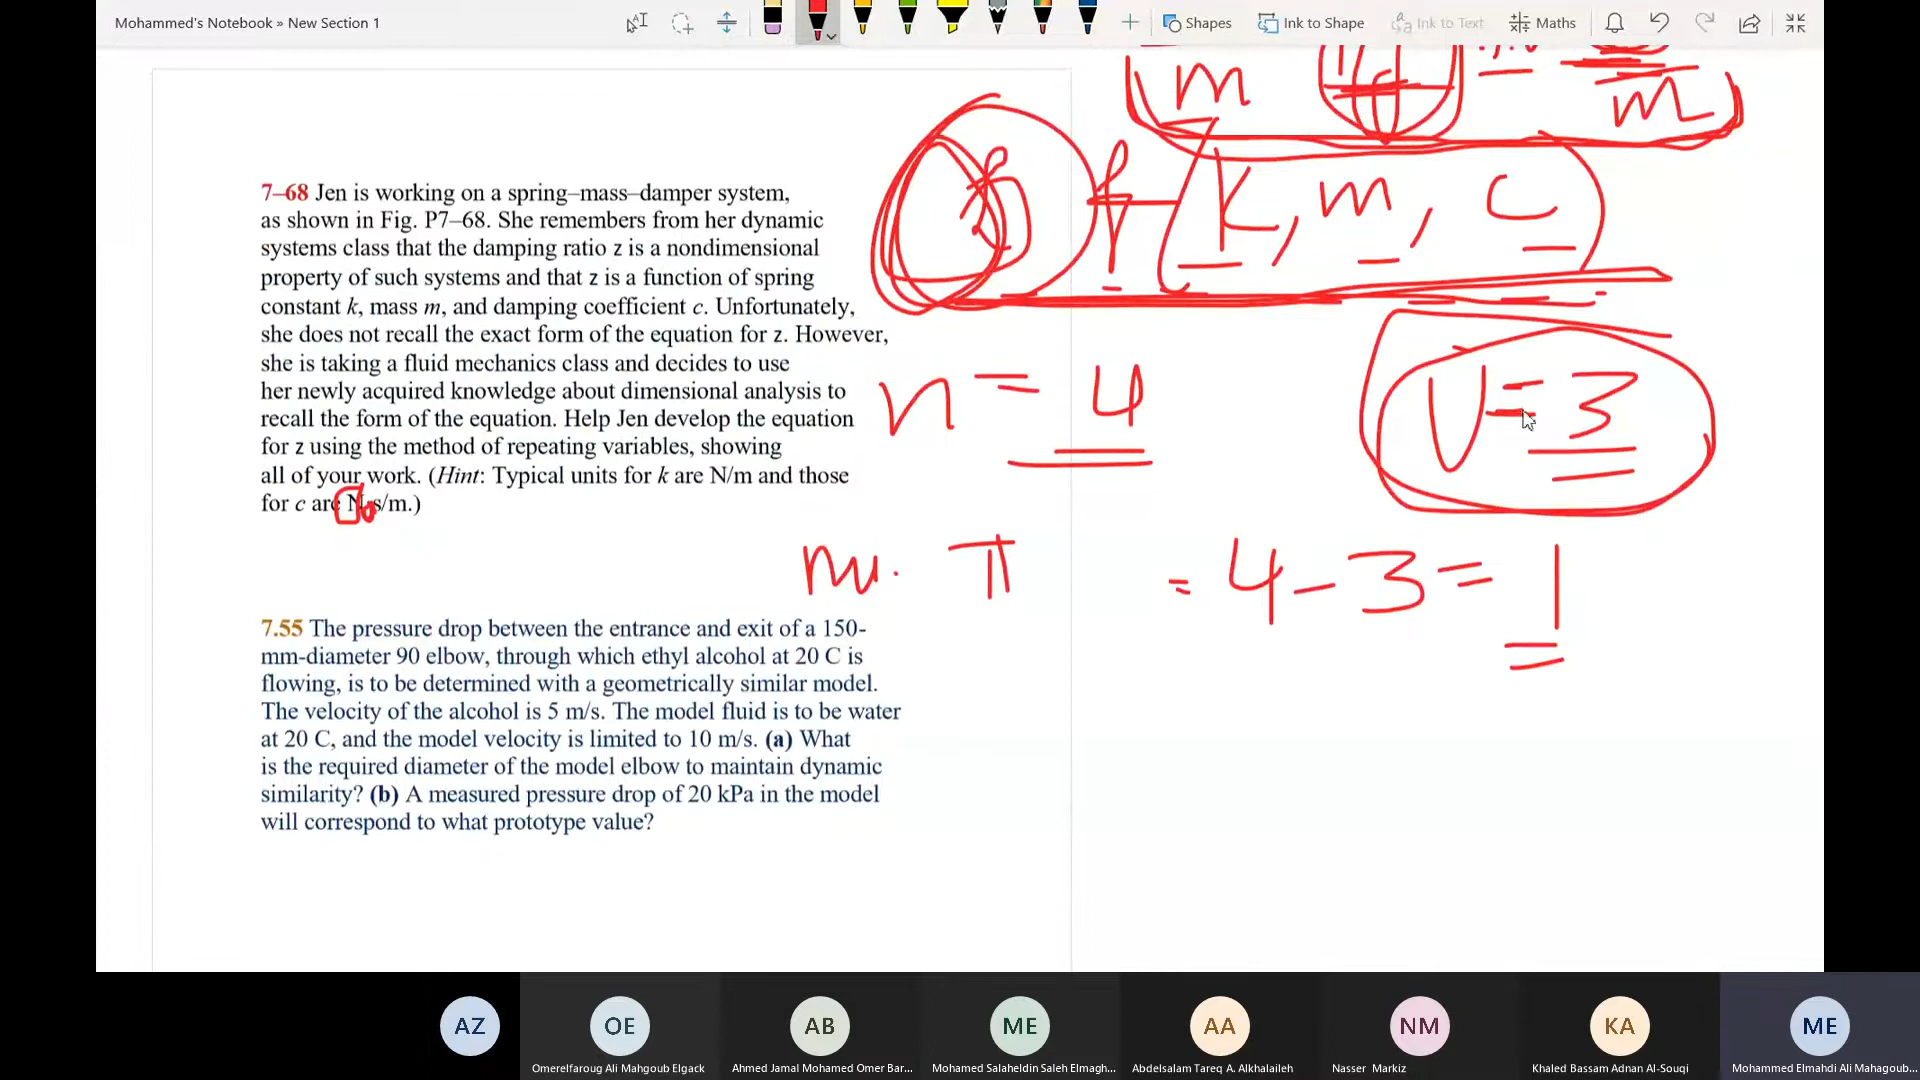 Mohammed's Notebook » New Section 1
Shapes
Ink to Shape
Ink to Text
Maths
m
m
f (k, m, c
7–68 Jen is working on a spring–mass–damper system,
as shown in Fig. P7–68. She remembers from her dynamic
systems class that the damping ratio z is a nondimensional
property of such systems and that z is a function of spring
constant k, mass m, and damping coefficient c. Unfortunately,
she does not recall the exact form of the equation for z. However,
she is taking a fluid mechanics class and decides to use
her newly acquired knowledge about dimensional analysis to
recall the form of the equation. Help Jen develop the equation
for z using the method of repeating variables, showing
all of your work. (Hint: Typical units for k are N/m and those
for c are N·s/m.)
n = 4
U = 3
π = 4 - 3 = 1
7.55 The pressure drop between the entrance and exit of a 150-
mm-diameter 90 elbow, through which ethyl alcohol at 20 C is
flowing, is to be determined with a geometrically similar model.
The velocity of the alcohol is 5 m/s. The model fluid is to be water
at 20 C, and the model velocity is limited to 10 m/s. (a) What
is the required diameter of the model elbow to maintain dynamic
similarity? (b) A measured pressure drop of 20 kPa in the model
will correspond to what prototype value?
AZ
OE
AB
ME
AA
NM
KA
ME
Omerelfaroug Ali Mahgoub Elgack
Ahmed Jamal Mohamed Omer Bar...
Mohamed Salaheldin Saleh Elmagh...
Abdelsalam Tareq A. Alkhalaileh
Nasser Markiz
Khaled Bassam Adnan Al-Souqi
Mohammed Elmahdi Ali Mahagoub...